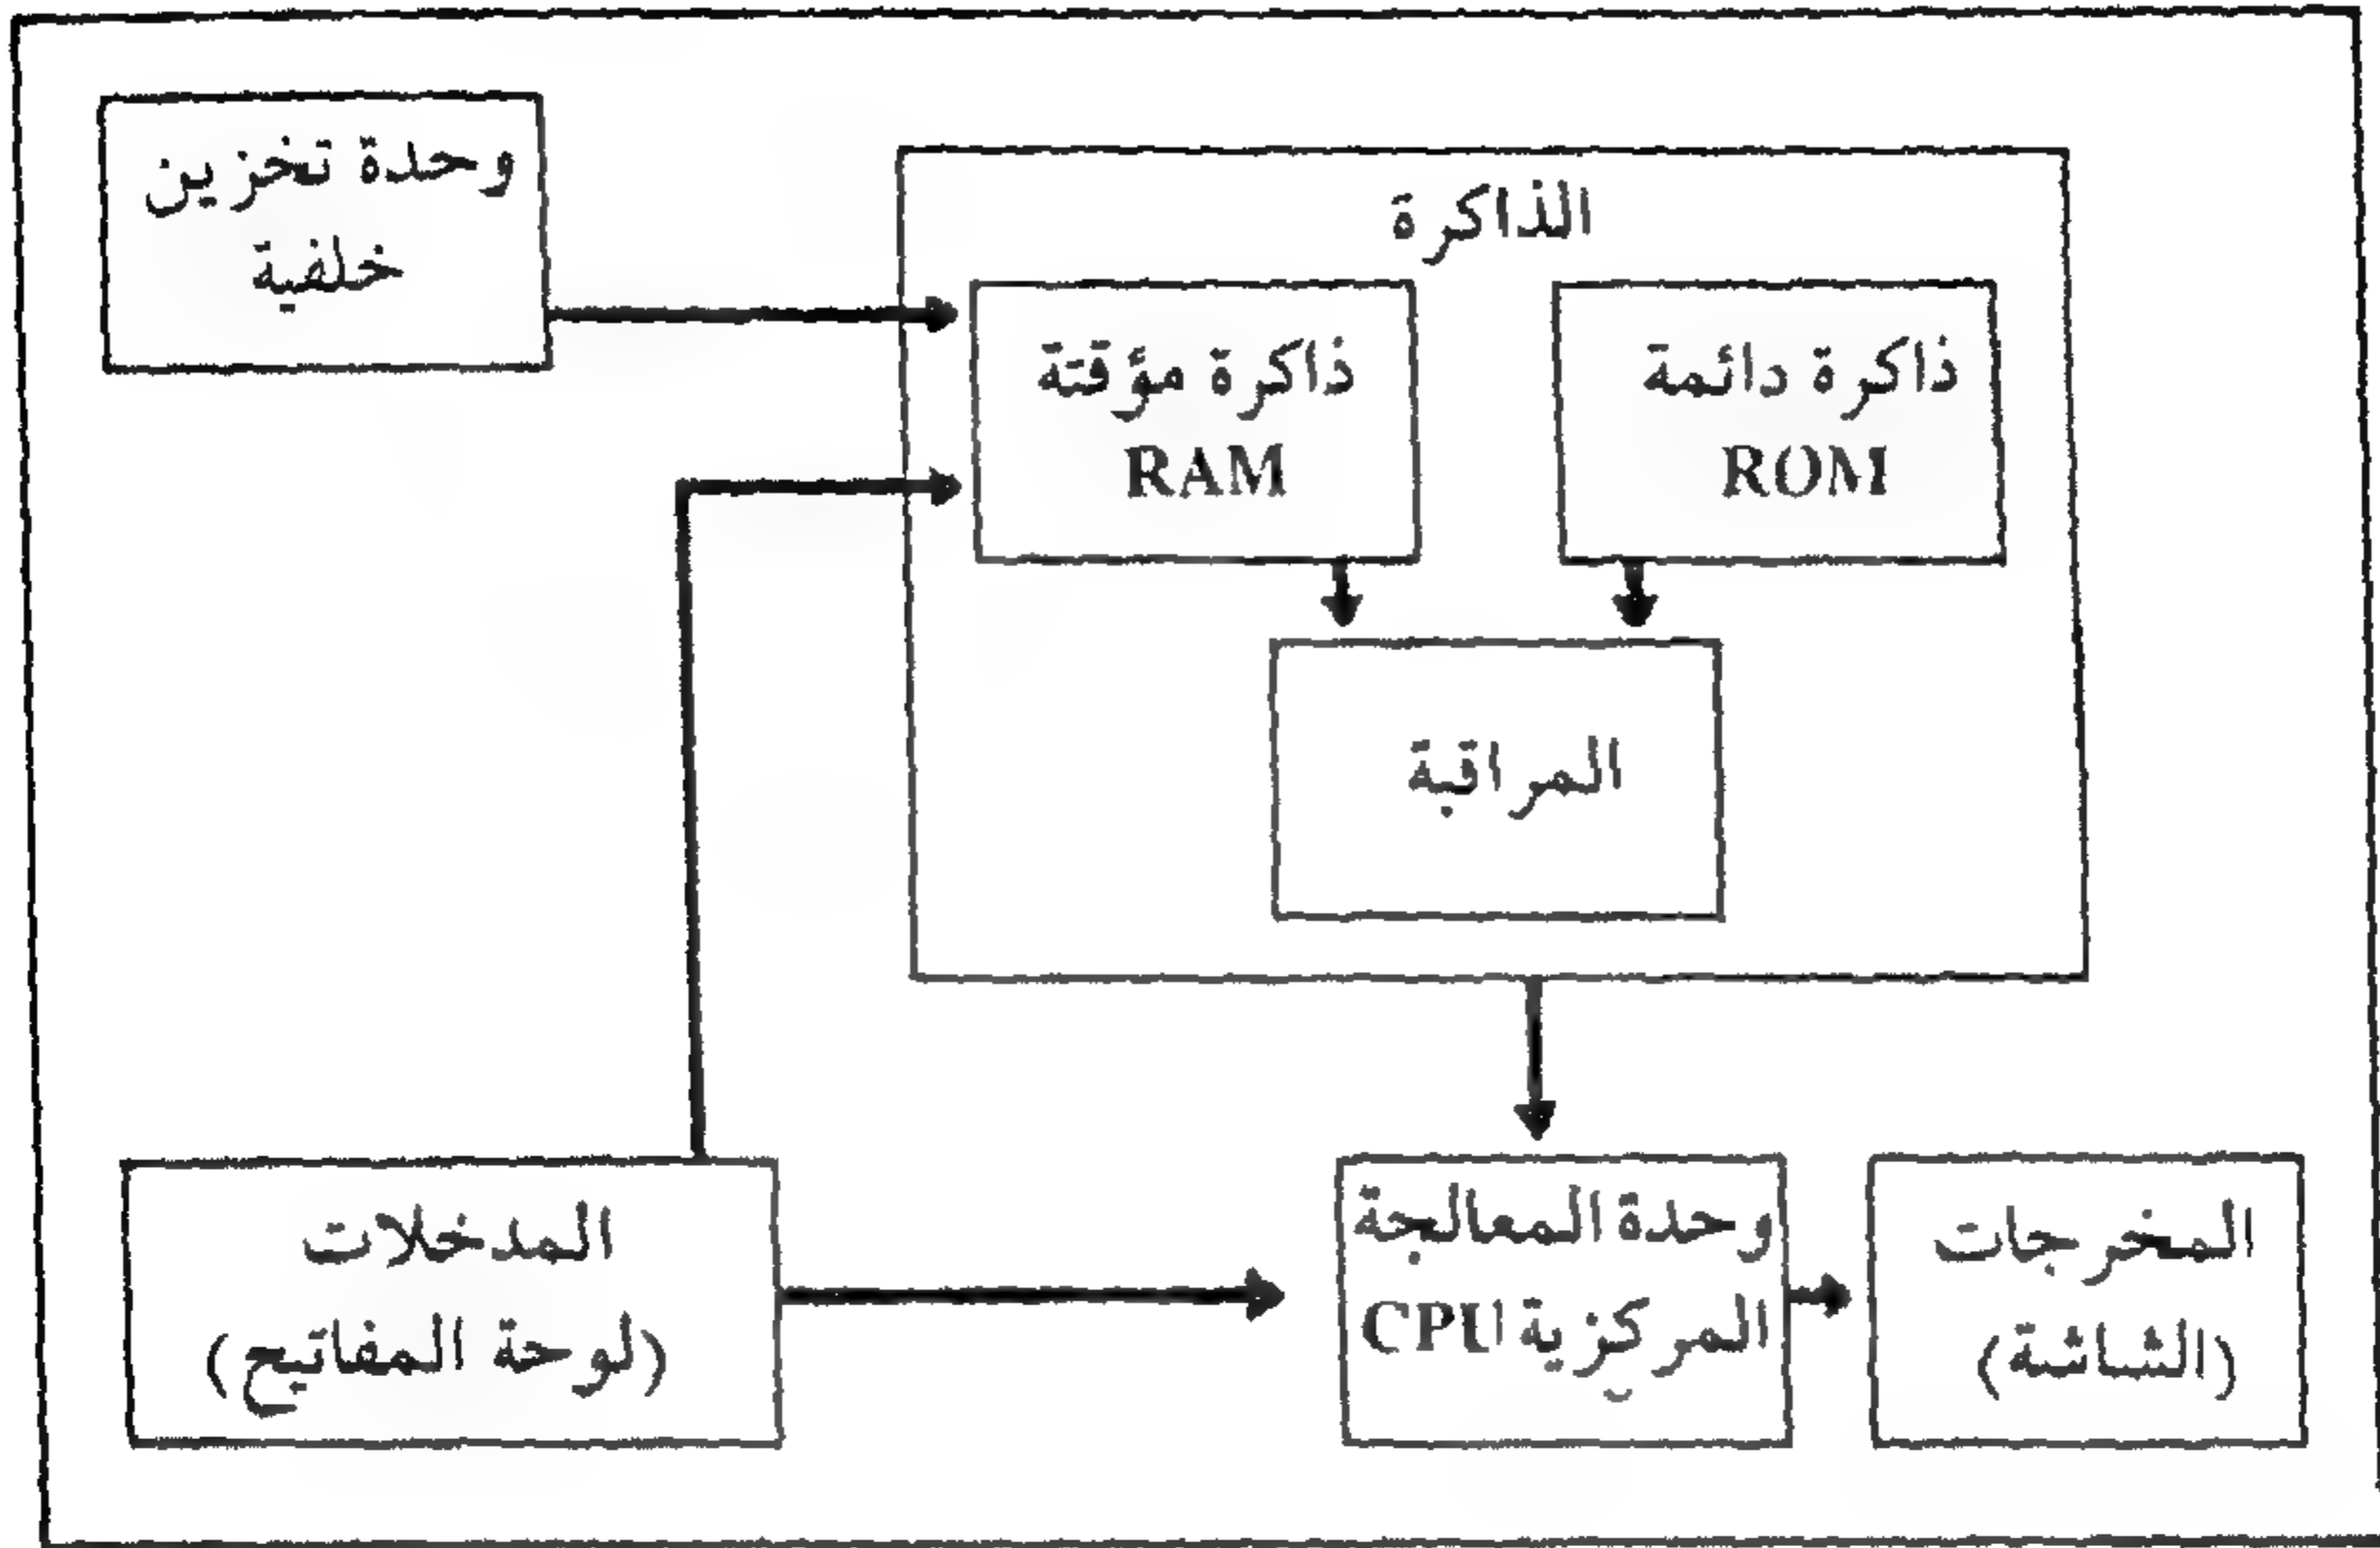 وحدة تخزين
خلفية
الذاكرة
ذاكرة دائمة
ROM
ذاكرة مؤقتة
RAM
المراقبة
المدخلات
(لوحة المفاتيح)
وحدة المعالجة
المركزية CPU
المخرجات
(الشاشة)